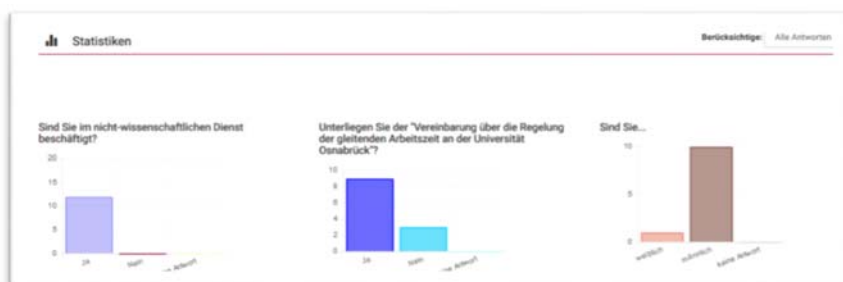 Statistiken
Berücksichtige: Alle Antworten
Sind Sie im nicht-wissenschaftlichen Dienst
beschäftigt?
20
15
10
5
0
Ja Nein Antwort
Unterliegen Sie der "Vereinbarung über die Regelung
der gleitenden Arbeitszeit an der Universität
Osnabrück"?
10
8
6
4
2
0
Ja Nein Antwort
Sind Sie...
10
5
0
weiblich männlich keine Antwort